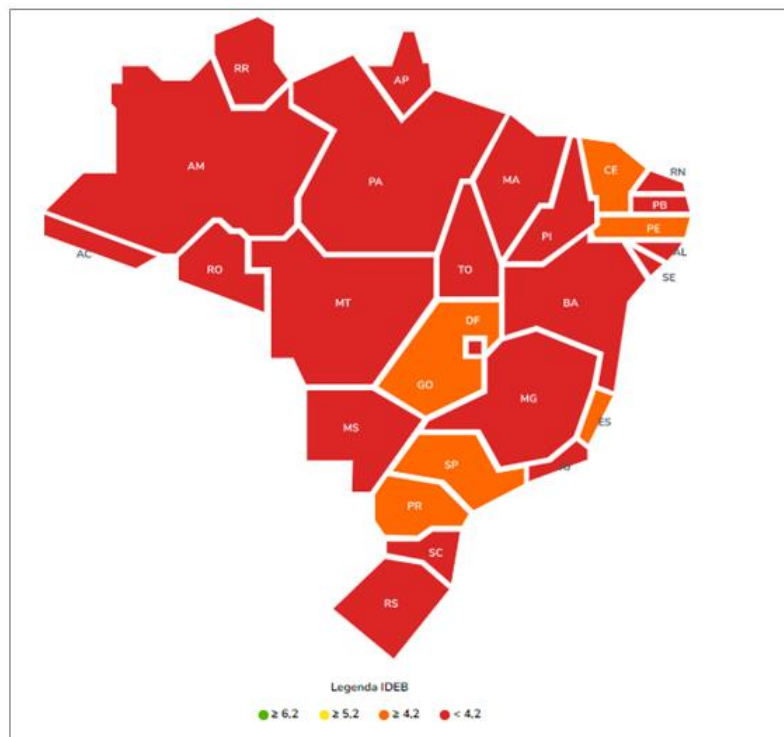 RR
AP
AM
PA
MA
CE
RN
PB
PI
PE
AC
AL
RO
TO
SE
MT
BA
DF
GO
MG
MS
ES
SP
PR
SC
RS
Legenda IDEB
≥ 6,2 ≥ 5,2 ≥ 4,2 < 4,2